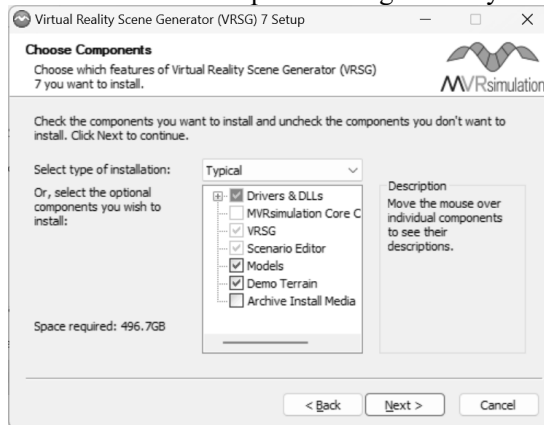 Virtual Reality Scene Generator (VRSG) 7 Setup
Choose Components
Choose which features of Virtual Reality Scene Generator (VRSG)
7 you want to install.
MVRsimulation
Check the components you want to install and uncheck the components you don't want to
install. Click Next to continue.
Select type of installation:
Typical
Or, select the optional
components you wish to
install:
Drivers & DLLs
MVRsimulation Core C
VRSG
Scenario Editor
Models
Demo Terrain
Archive Install Media
Description
Move the mouse over
individual components
to see their
descriptions.
Space required: 496.7GB
< Back
Next >
Cancel